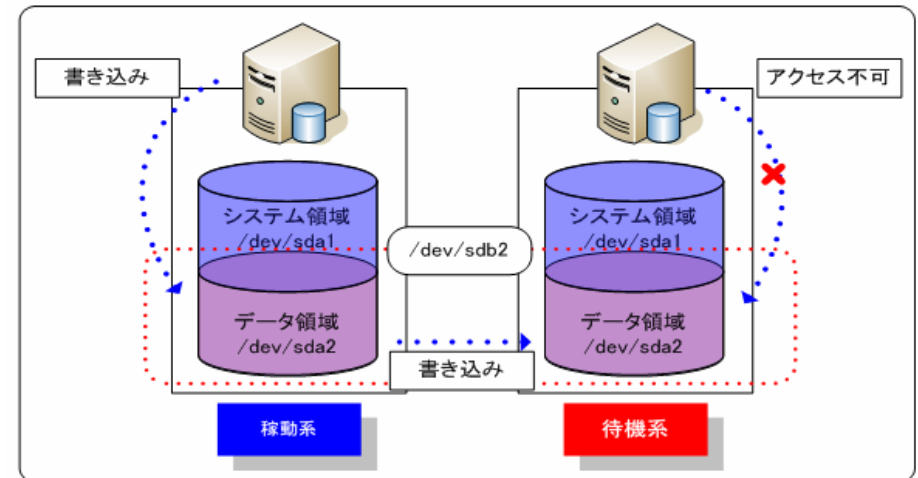 書き込み
アクセス不可
システム領域
/dev/sda1
システム領域
/dev/sda1
/dev/sdb2
データ領域
/dev/sda2
データ領域
/dev/sda2
書き込み
稼動系
待機系